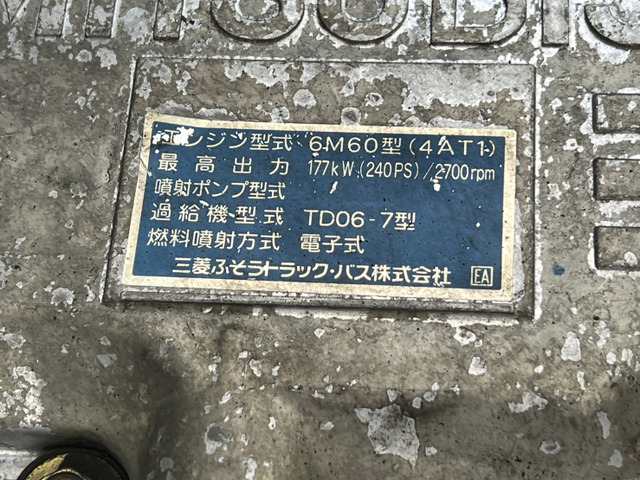 MITSUBISHI
エンジン型式 6M60型(4AT1)
最高出力 177kW(240PS)/2700rpm
噴射ポンプ型式
過給機型式 TD06-7型
燃料噴射方式 電子式
三菱ふそうトラック・バス株式会社 EA